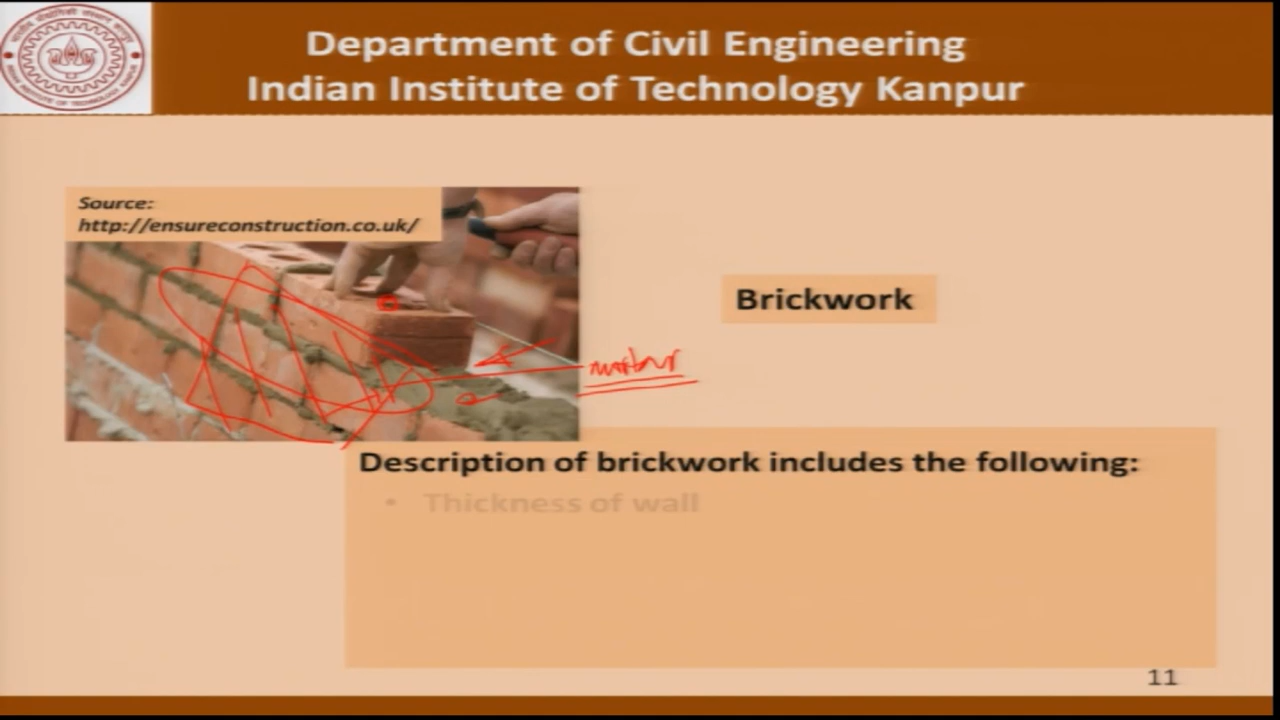 Department of Civil Engineering
Indian Institute of Technology Kanpur
Source:
http://ensureconstruction.co.uk/
Brickwork
mortar
Description of brickwork includes the following:
• Thickness of wall
11